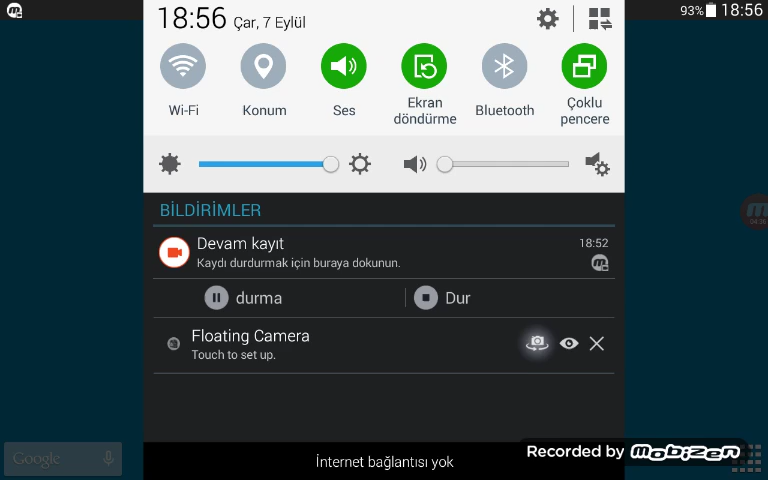 18:56 Çar, 7 Eylül
93% 18:56
Wi-Fi
Konum
Ses
Ekran döndürme
Bluetooth
Çoklu pencere
BİLDİRİMLER
Devam kayıt
18:52
Kaydı durdurmak için buraya dokunun.
durma
Dur
Floating Camera
Touch to set up.
Google
İnternet bağlantısı yok
Recorded by Mobizen